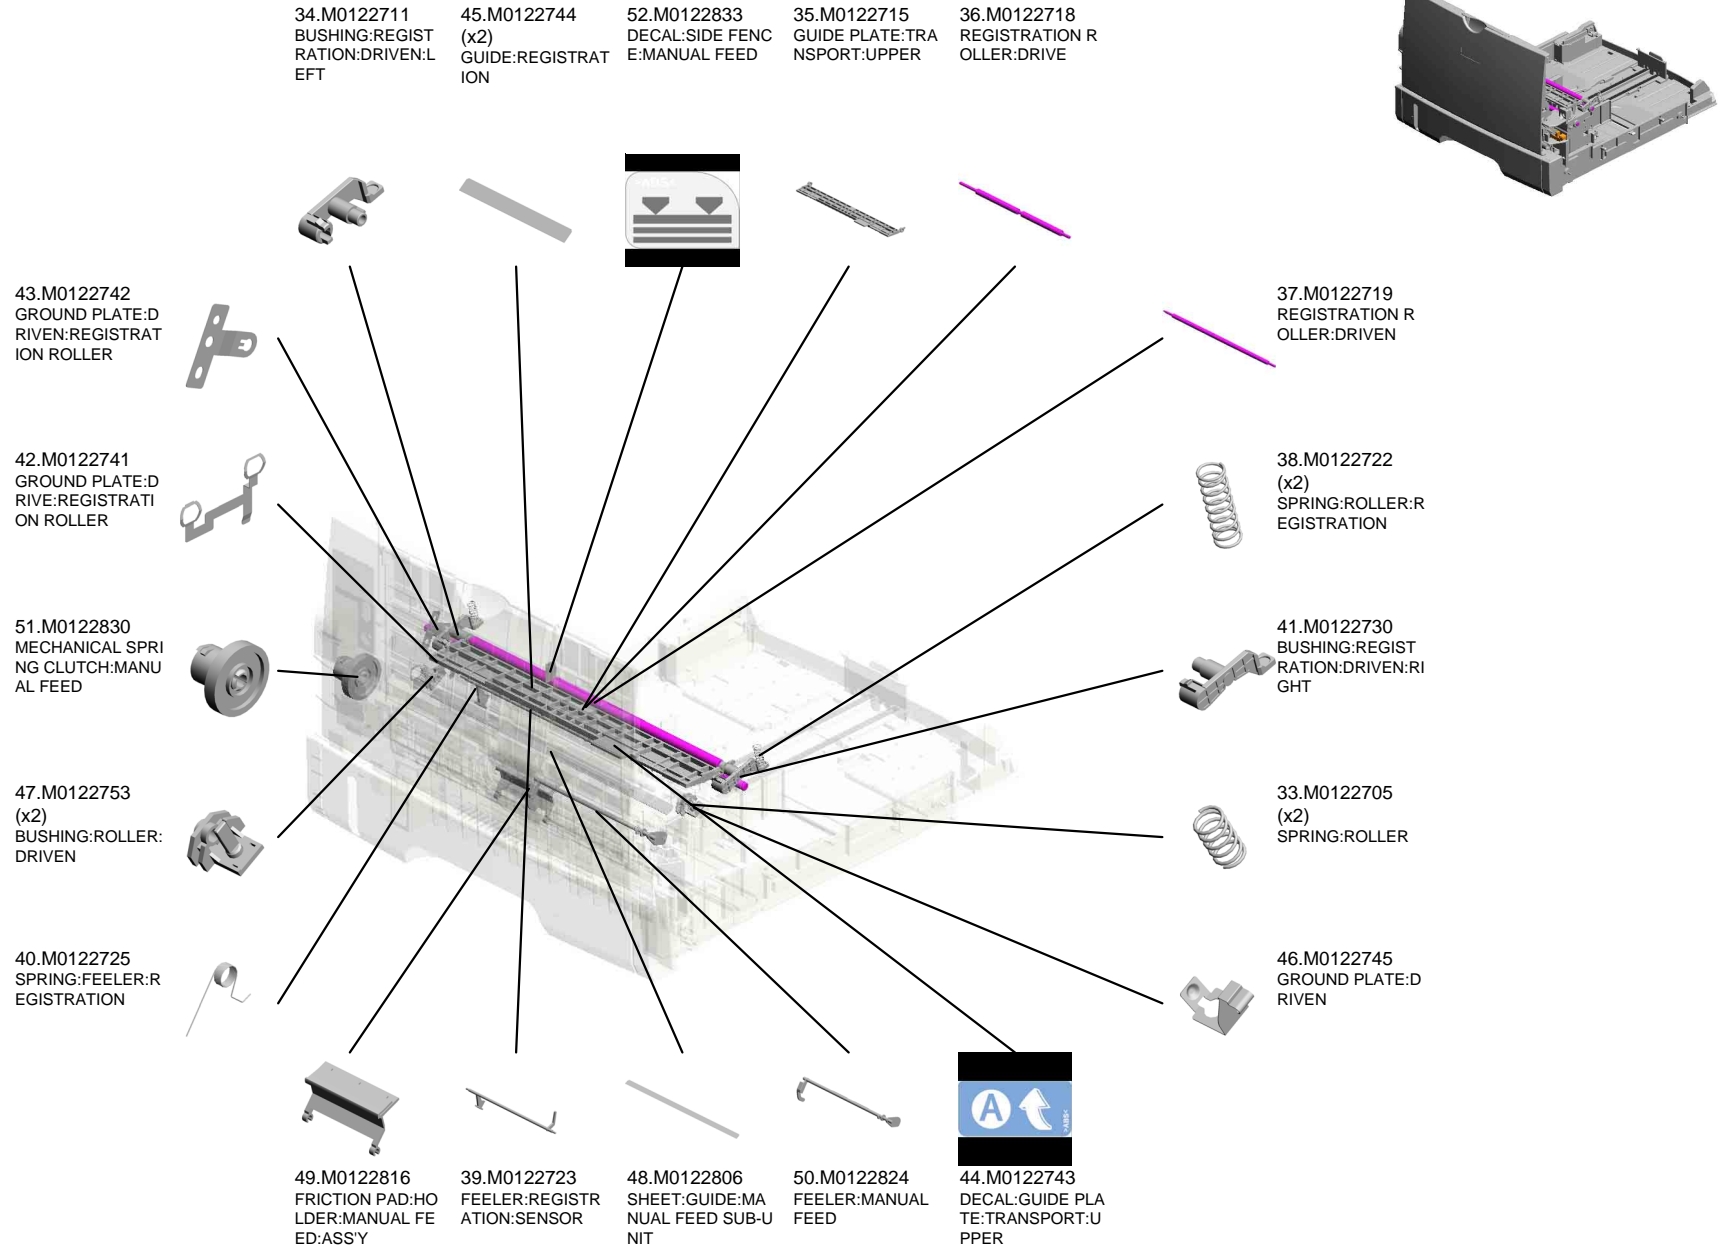 34.M0122711
BUSHING:REGIST
RATION:DRIVEN:L
EFT
45.M0122744
(x2)
GUIDE:REGISTRAT
ION
52.M0122833
DECAL:SIDE FENC
E:MANUAL FEED
35.M0122715
GUIDE PLATE:TRA
NSPORT:UPPER
36.M0122718
REGISTRATION R
OLLER:DRIVE
>ABS<
43.M0122742
GROUND PLATE:D
RIVEN:REGISTRAT
ION ROLLER
37.M0122719
REGISTRATION R
OLLER:DRIVEN
42.M0122741
GROUND PLATE:D
RIVE:REGISTRATI
ON ROLLER
38.M0122722
(x2)
SPRING:ROLLER:R
EGISTRATION
51.M0122830
MECHANICAL SPRI
NG CLUTCH:MANU
AL FEED
41.M0122730
BUSHING:REGIST
RATION:DRIVEN:RI
GHT
47.M0122753
(x2)
BUSHING:ROLLER:
DRIVEN
33.M0122705
(x2)
SPRING:ROLLER
40.M0122725
SPRING:FEELER:R
EGISTRATION
46.M0122745
GROUND PLATE:D
RIVEN
A
>ABS<
49.M0122816
FRICTION PAD:HO
LDER:MANUAL FE
ED:ASS'Y
39.M0122723
FEELER:REGISTR
ATION:SENSOR
48.M0122806
SHEET:GUIDE:MA
NUAL FEED SUB-U
NIT
50.M0122824
FEELER:MANUAL
FEED
44.M0122743
DECAL:GUIDE PLA
TE:TRANSPORT:U
PPER